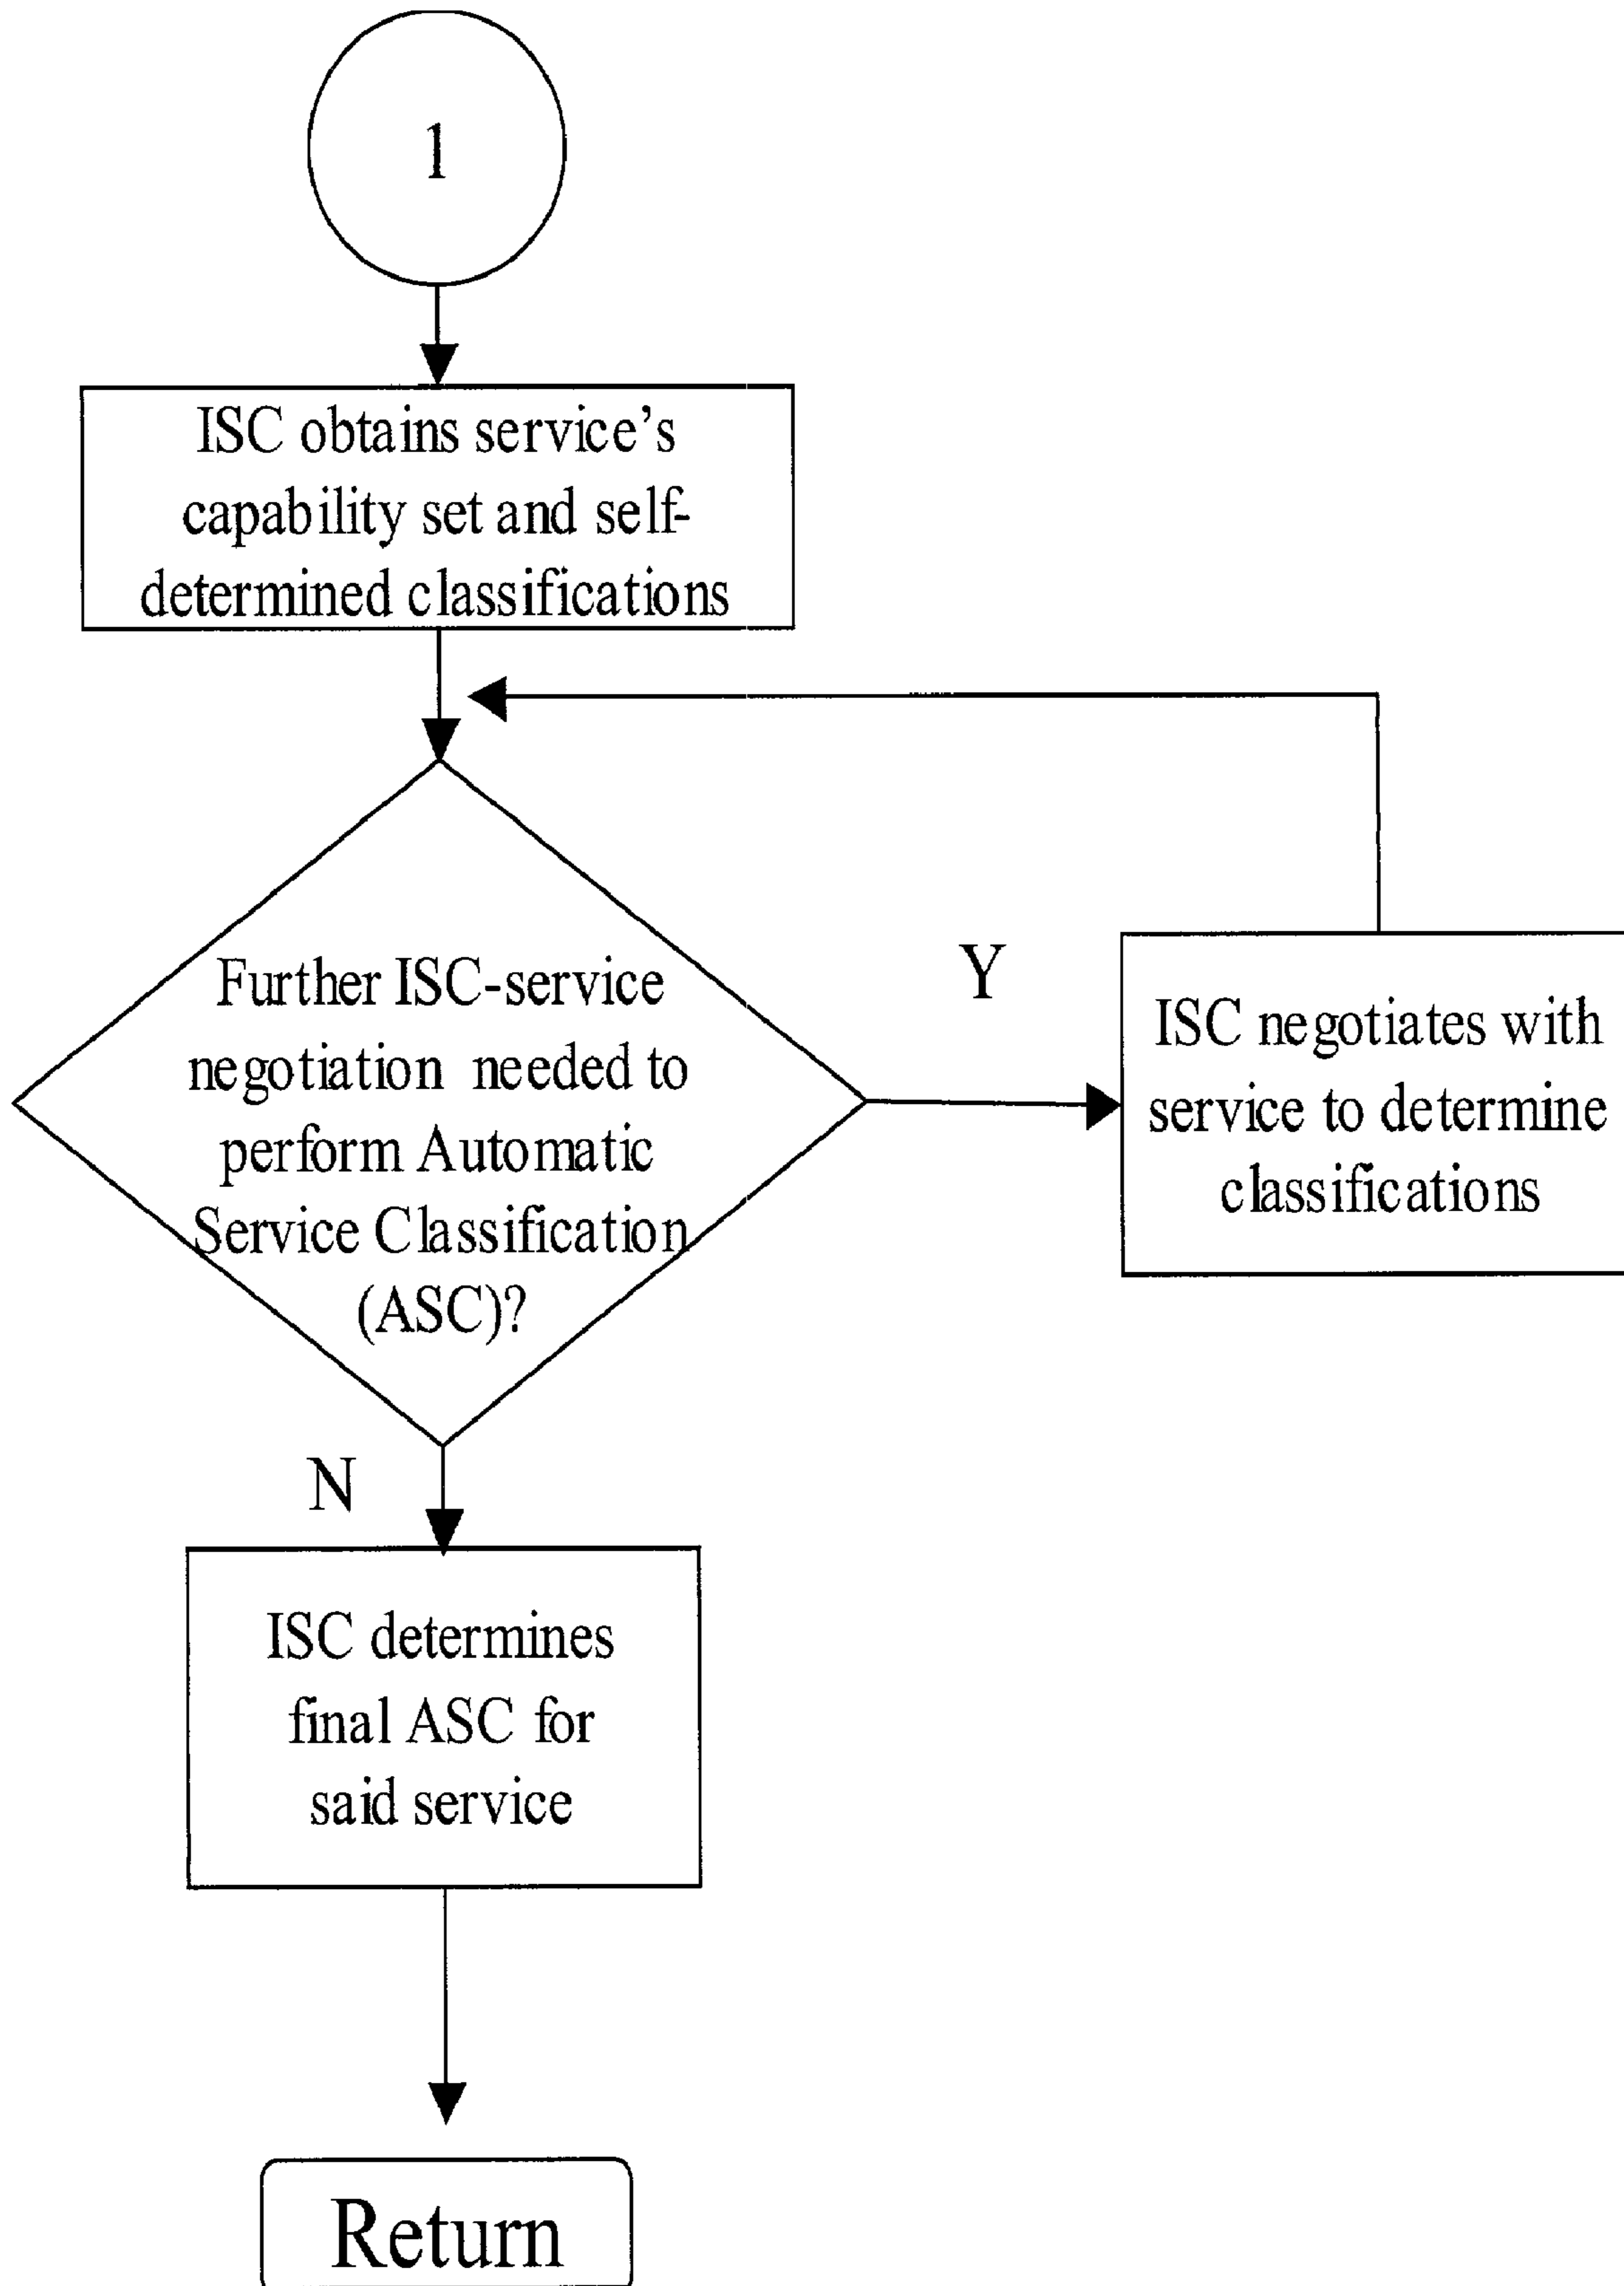 1
ISC obtains service’s
capability set and self-
determined classifications
Further ISC-service
negotiation needed to
perform Automatic
Service Classification
(ASC)?
Y
ISC negotiates with
service to determine
classifications
N
ISC determines
final ASC for
said service
Return